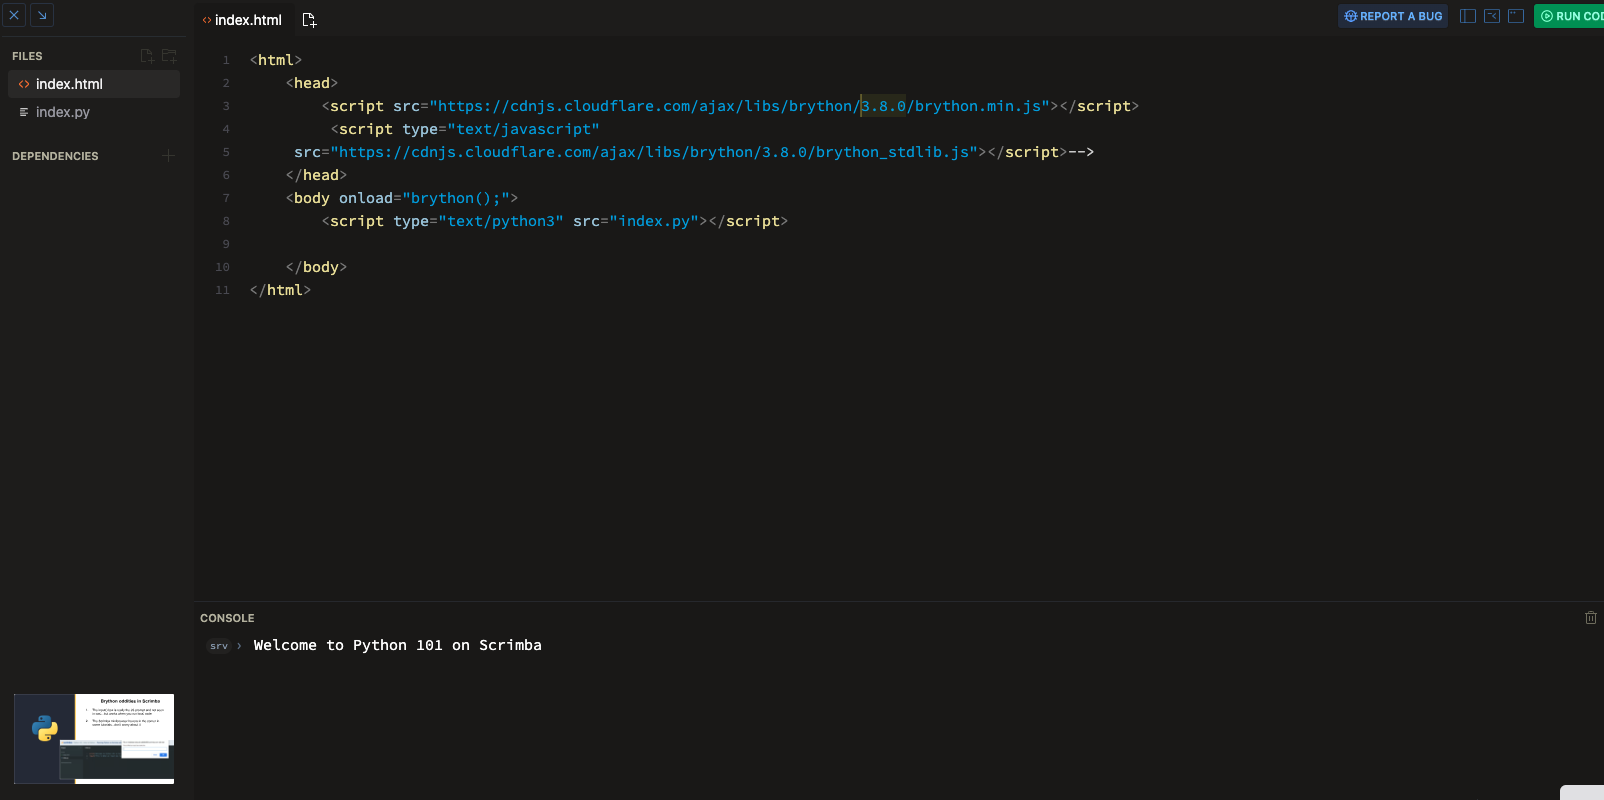 index.html
REPORT A BUG
RUN COD
FILES
index.html
index.py
DEPENDENCIES
1 <html>
2 <head>
3 <script src="https://cdnjs.cloudflare.com/ajax/libs/brython/3.8.0/brython.min.js"></script>
4 <script type="text/javascript"
5 src="https://cdnjs.cloudflare.com/ajax/libs/brython/3.8.0/brython_stdlib.js"></script>-->
6 </head>
7 <body onload="brython();">
8 <script type="text/python3" src="index.py"></script>
9
10 </body>
11 </html>
CONSOLE
srv › Welcome to Python 101 on Scrimba
Brython oddities in Scrimba